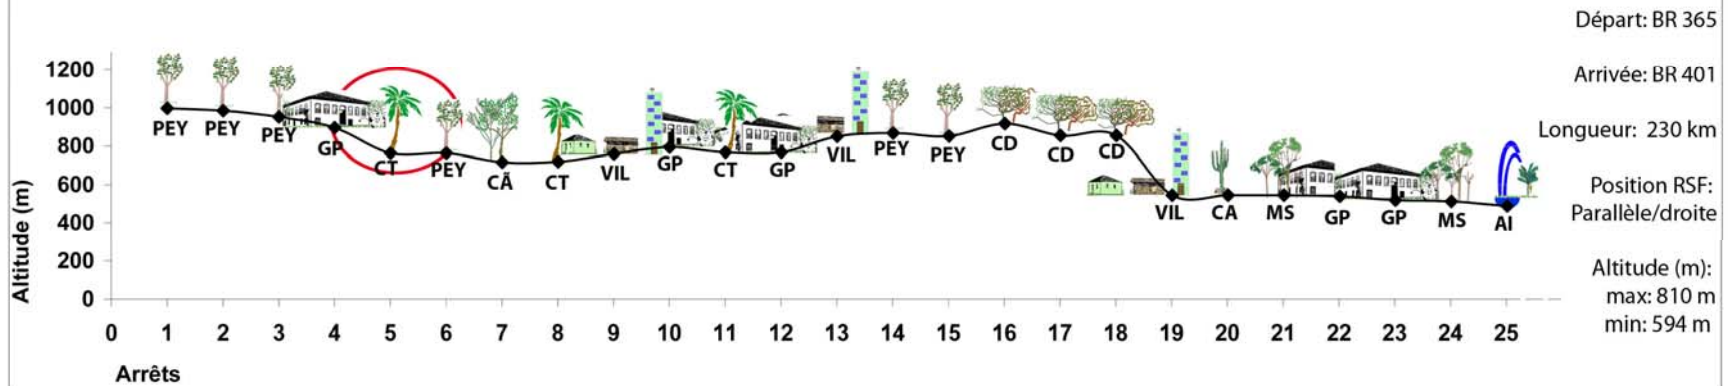 Altitude (m)
1200
1000
800
600
400
200
0
PEY PEY PEY GP CT PEY CÃ CT VIL GP CT GP VIL PEY PEY CD CD CD VIL CA MS GP GP MS AI
0 1 2 3 4 5 6 7 8 9 10 11 12 13 14 15 16 17 18 19 20 21 22 23 24 25
Arrêts
Départ: BR 365
Arrivée: BR 401
Longueur: 230 km
Position RSF:
Parallèle/droite
Altitude (m):
max: 810 m
min: 594 m